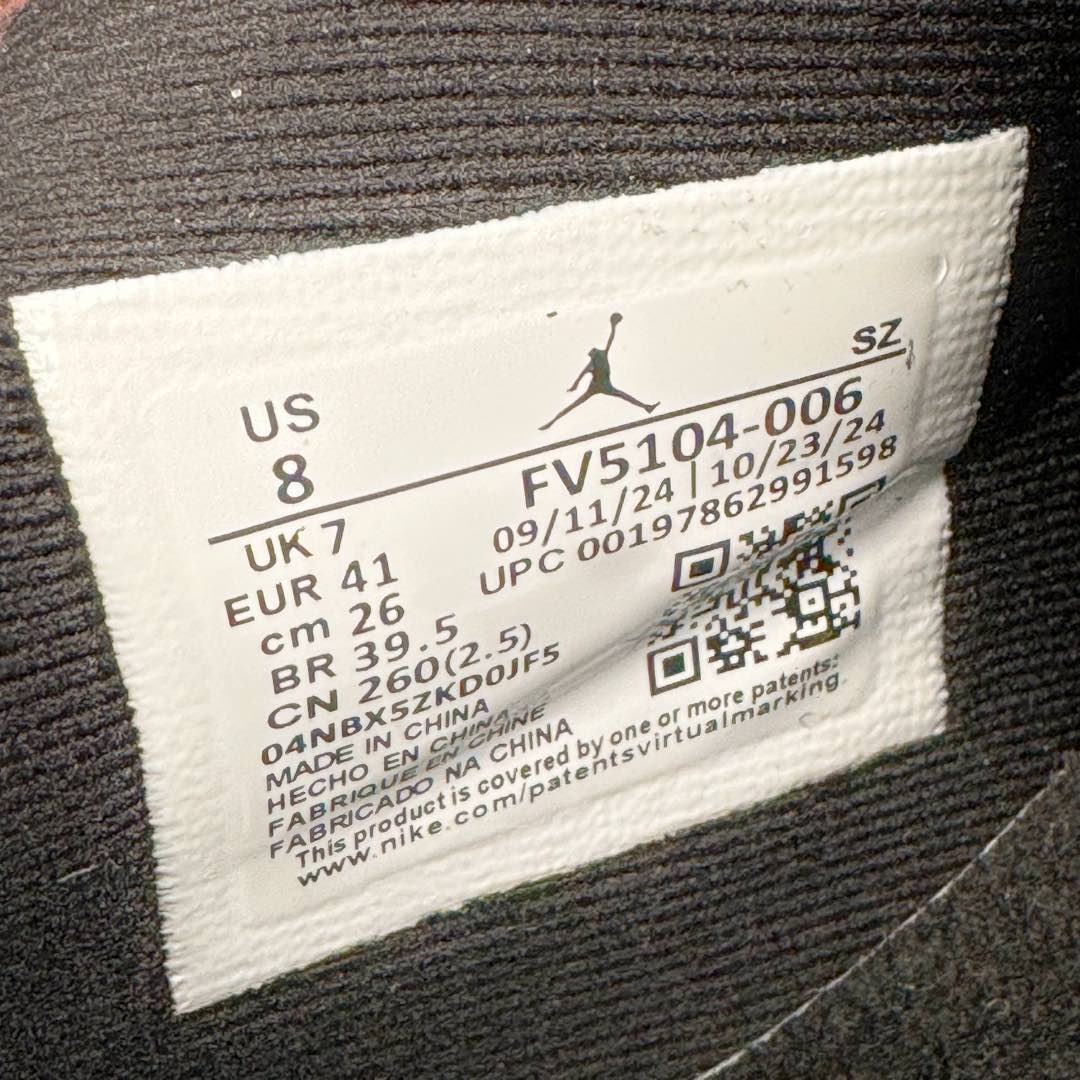 US
8
UK 7
EUR 41
cm 26
BR 39.5
CN 260(2.5)
04NBX5ZKD0JF5
MADE IN CHINA
HECHO EN CHINA
FABRIQUE EN CHINE
FABRICADO NA CHINA
This product is covered by one or more patents:
www.nike.com/patentsvirtualmarking.
SZ
FV5104-006
09/11/24 | 10/23/24
UPC 00197862991598